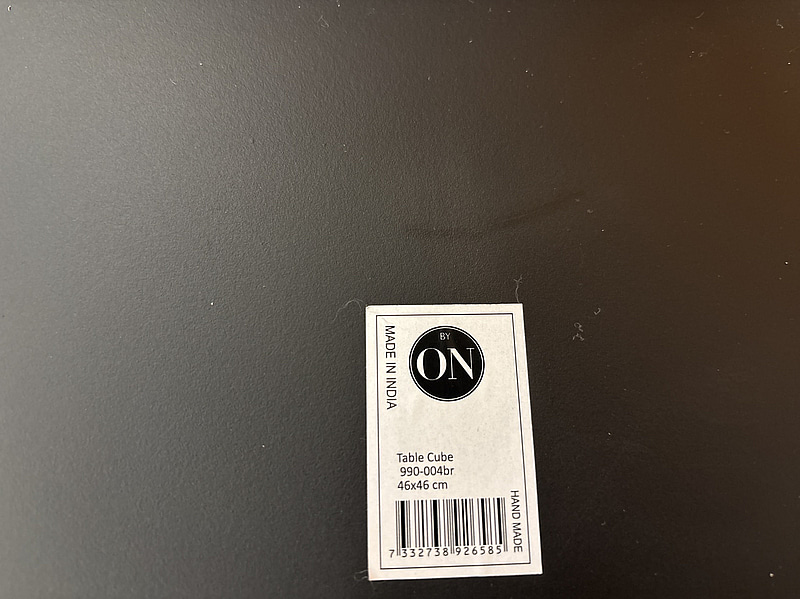 BY
ON
MADE IN INDIA
Table Cube
990-004br
46x46 cm
HAND MADE
7 332738 926585